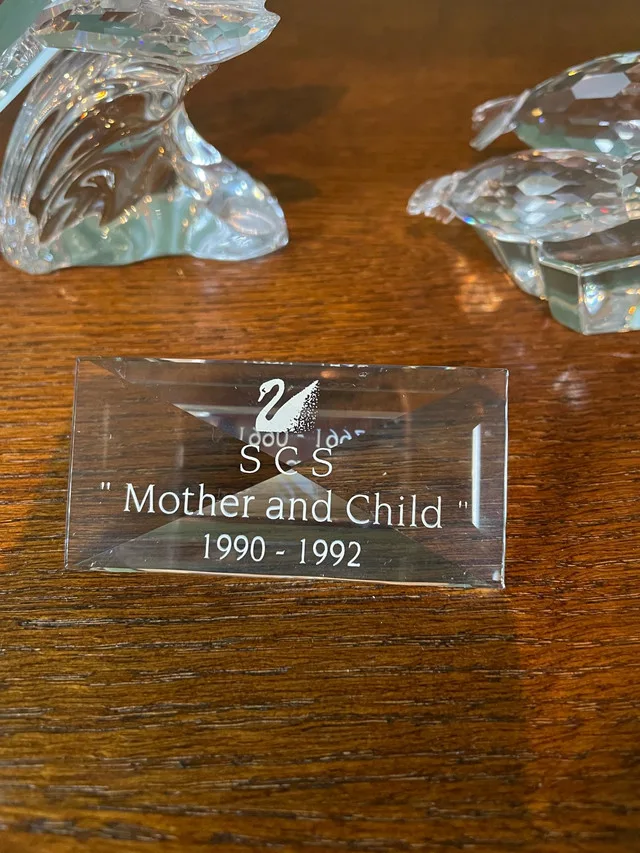 SCS
" Mother and Child "
1990 - 1992